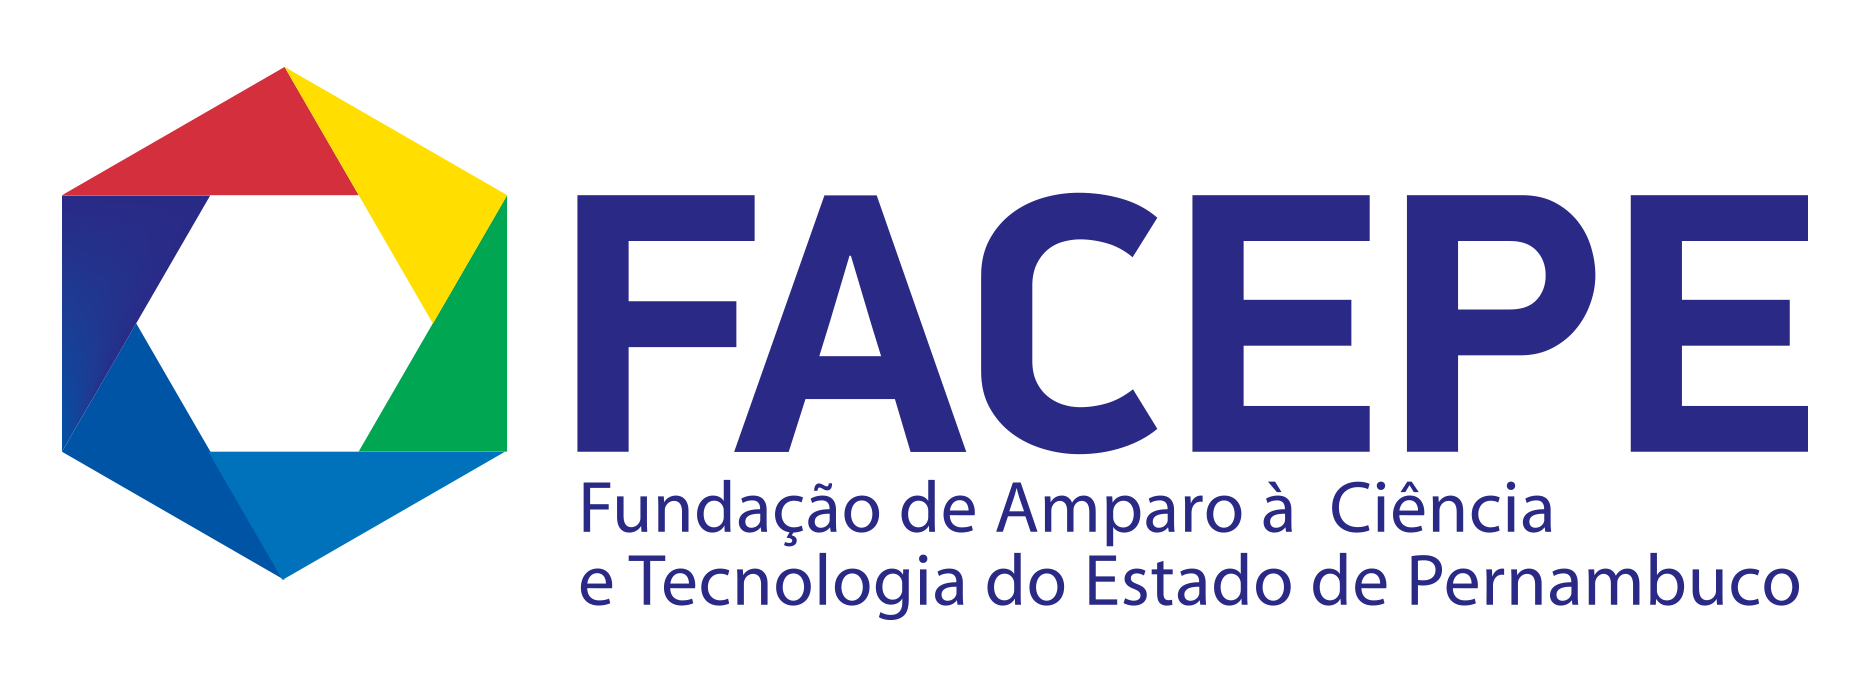 FACEPE
Fundação de Amparo à Ciência
e Tecnologia do Estado de Pernambuco